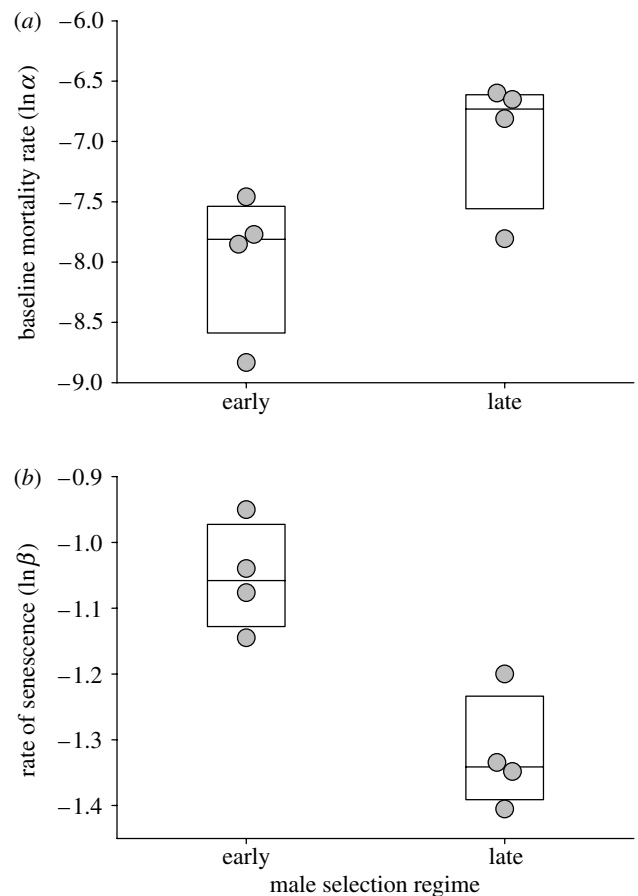 (a)
baseline mortality rate (ln α)
−6.0
−6.5
−7.0
−7.5
−8.0
−8.5
−9.0
early late
(b)
rate of senescence (ln β)
−0.9
−1.0
−1.1
−1.2
−1.3
−1.4
early late
male selection regime